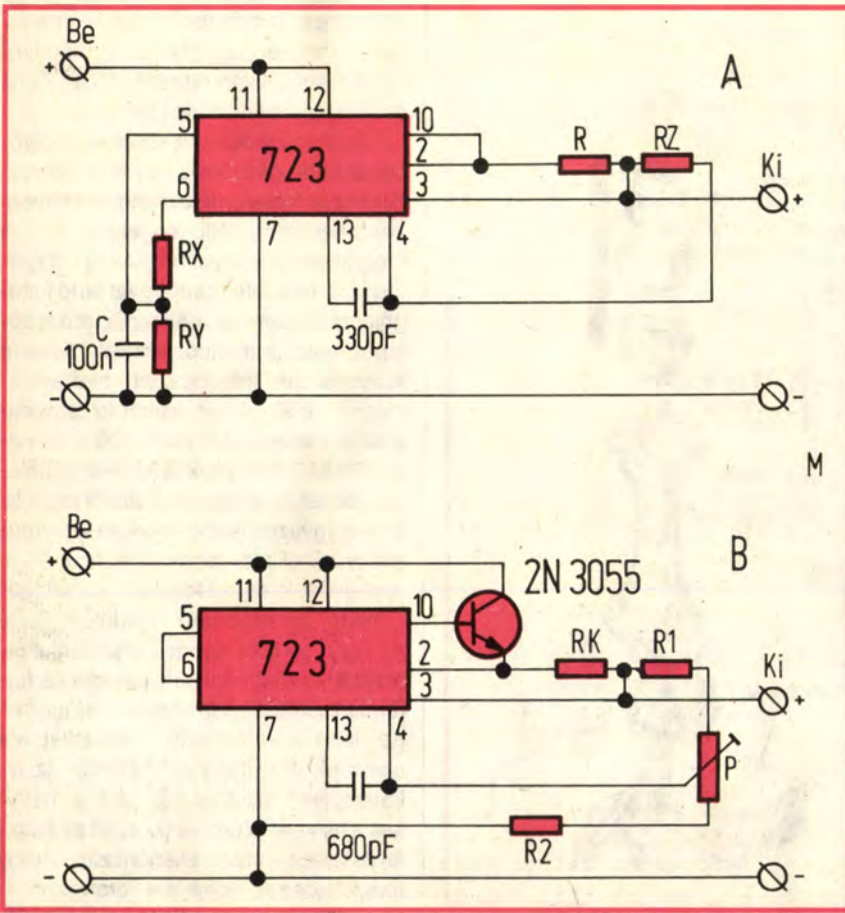 Be
+
A
11 12
5 10
723
2
6 3
R RZ
Ki
+
7 13 4
RX
C
100n
RY
330pF
- -
M
Be
+
B
2N 3055
11 12
5 10
723
2
6 3
RK R1
Ki
+
7 13 4
P
680pF
R2
- -